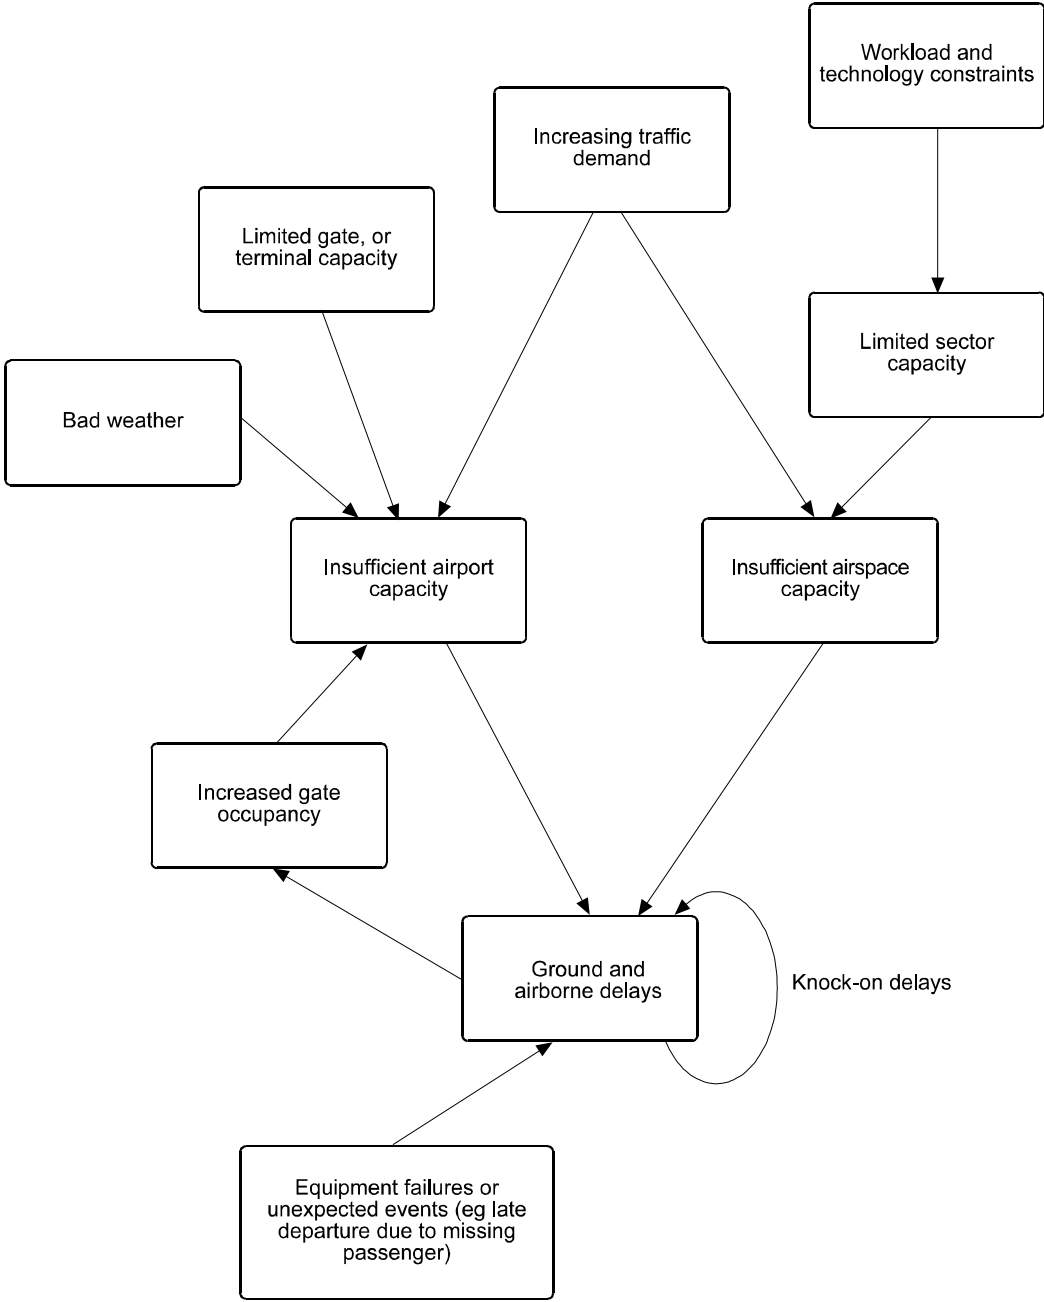 Workload and
technology constraints
Increasing traffic
demand
Limited gate, or
terminal capacity
Limited sector
capacity
Bad weather
Insufficient airport
capacity
Insufficient airspace
capacity
Increased gate
occupancy
Ground and
airborne delays
Knock-on delays
Equipment failures or
unexpected events (eg late
departure due to missing
passenger)